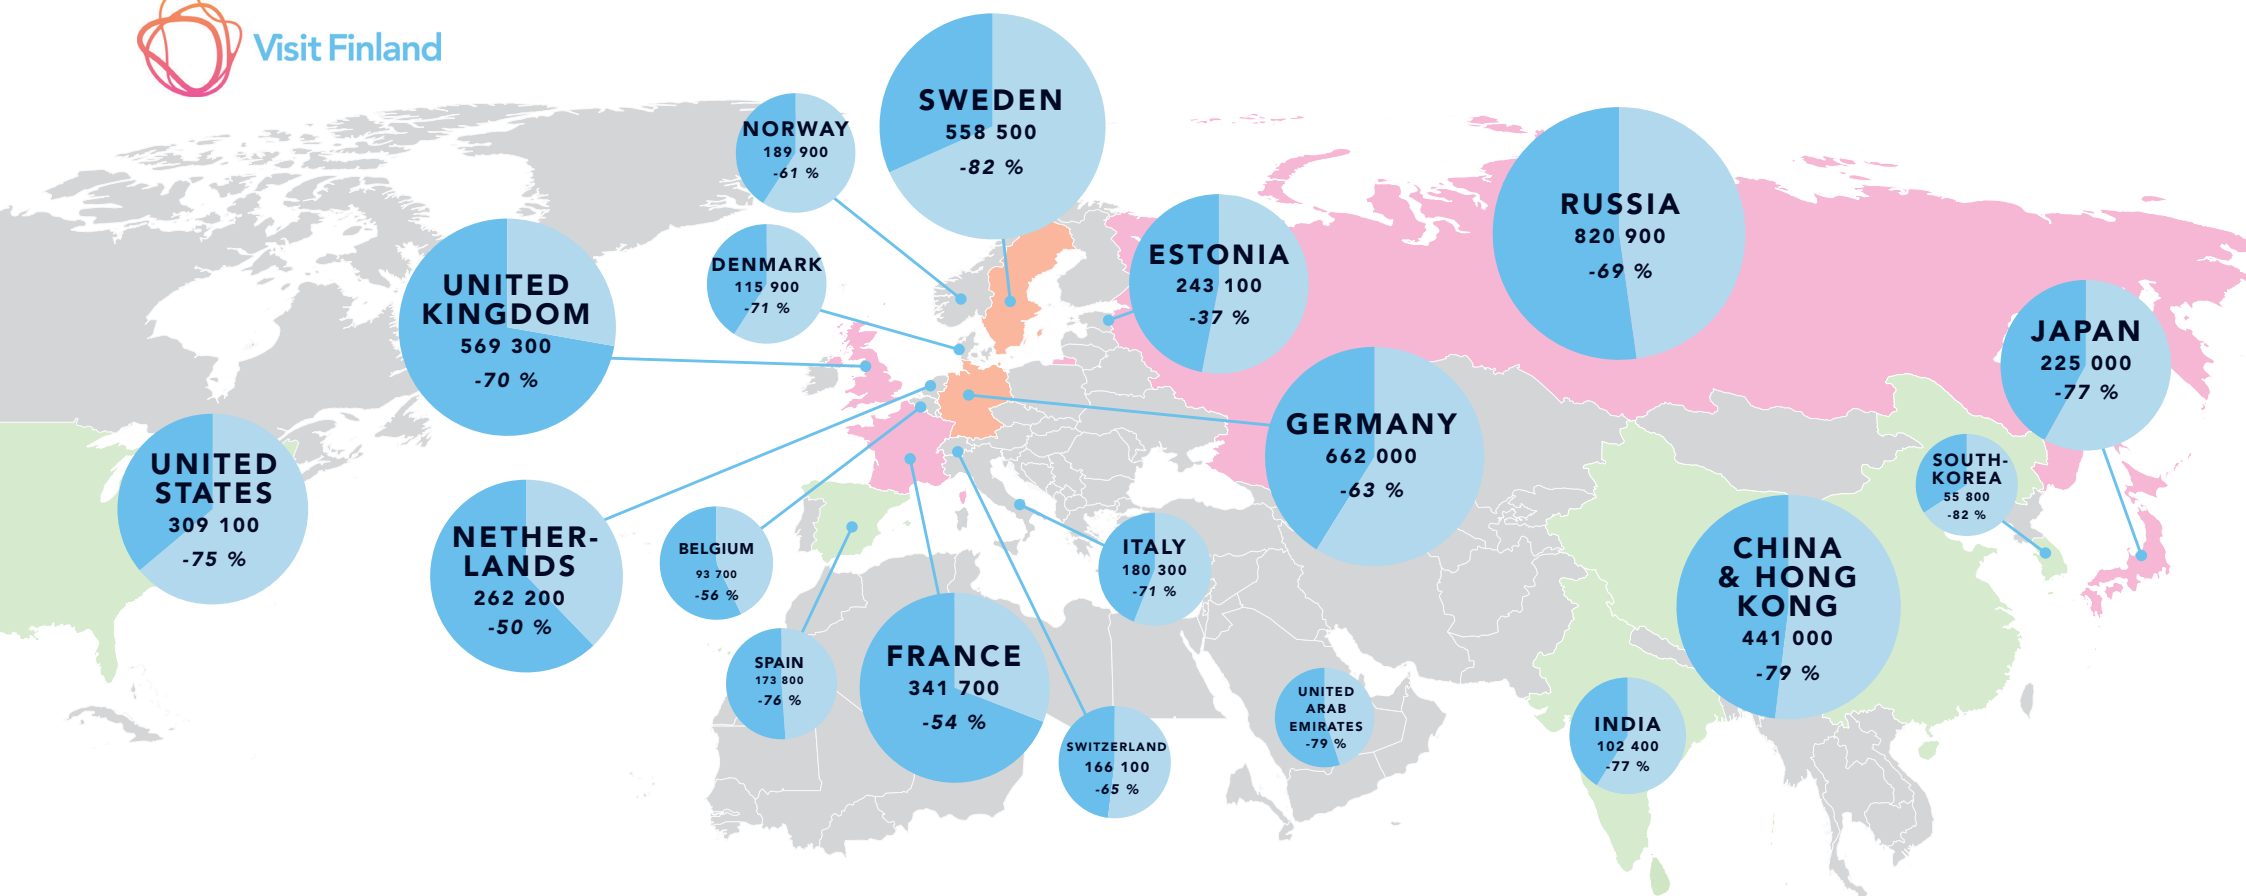 Visit Finland
NORWAY
189 900
-61 %
SWEDEN
558 500
-82 %
RUSSIA
820 900
-69 %
UNITED
KINGDOM
569 300
-70 %
DENMARK
115 900
-71 %
ESTONIA
243 100
-37 %
JAPAN
225 000
-77 %
GERMANY
662 000
-63 %
UNITED
STATES
309 100
-75 %
NETHER-
LANDS
262 200
-50 %
BELGIUM
93 700
-56 %
ITALY
180 300
-71 %
SOUTH-
KOREA
55 800
-82 %
CHINA
& HONG
KONG
441 000
-79 %
SPAIN
173 800
-76 %
FRANCE
341 700
-54 %
SWITZERLAND
166 100
-65 %
UNITED
ARAB
EMIRATES
-79 %
INDIA
102 400
-77 %